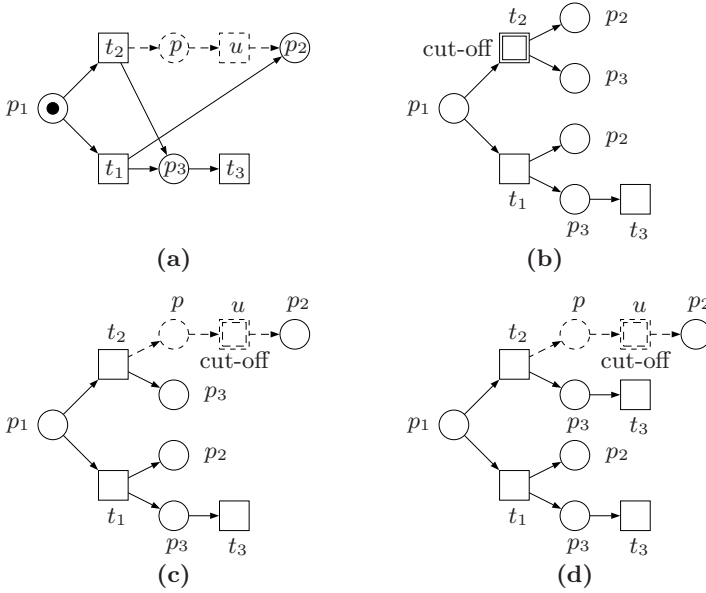 t2 p u p2
p1
t1 p3 t3
(a)
t2
p2
cut-off
p3
p1
p2
t1
p3 t3
(b)
p u p2
t2
cut-off
p3
p1
p2
t1
p3 t3
(c)
p u p2
t2
cut-off
p3 t3
p1
p2
t1
p3 t3
(d)